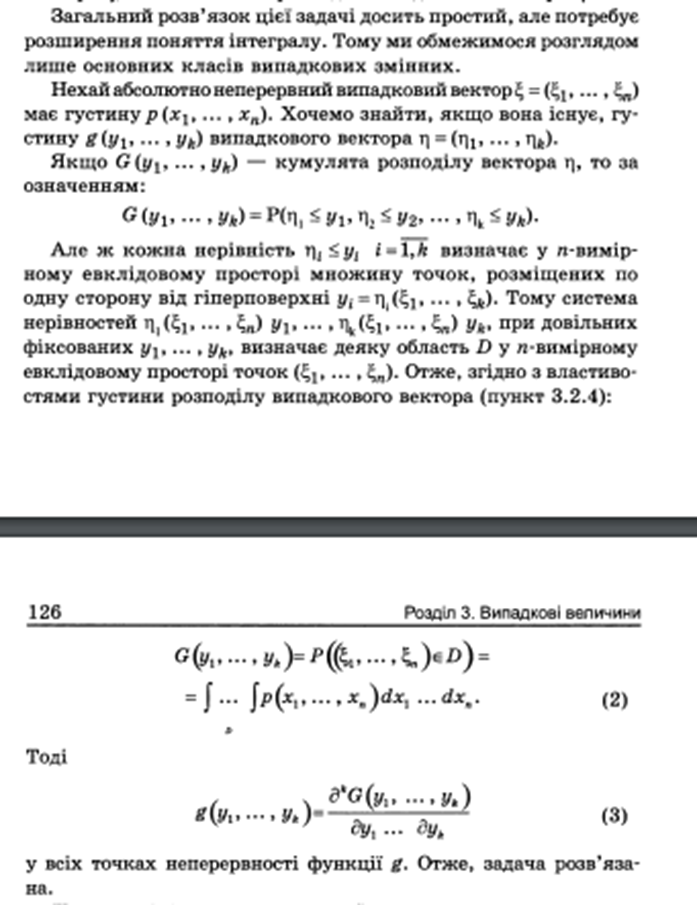 Загальний розв’язок цієї задачі досить простий, але потребує
розширення поняття інтегралу. Тому ми обмежимося розглядом
лише основних класів випадкових змінних.
Нехай абсолютно неперервний випадковий вектор ξ = (ξ₁, ... , ξₙ)
має густину p (x₁, ... , xₙ). Хочемо знайти, якщо вона існує, гу-
стину g (y₁, ... , yₖ) випадкового вектора η = (η₁, ... , ηₖ).
Якщо G (y₁, ... , yₖ) — кумулята розподілу вектора η, то за
означенням:
G (y₁, ... , yₖ) = P(η₁ ≤ y₁, η₂ ≤ y₂, ... , ηₖ ≤ yₖ).
Але ж кожна нерівність ηᵢ ≤ yᵢ i = 1,k визначає у n-вимір-
ному евклідовому просторі множину точок, розміщених по
одну сторону від гіперповерхні yᵢ = ηᵢ (ξ₁, ... , ξₖ). Тому система
нерівностей η₁ (ξ₁, ... , ξₙ) y₁, ... , ηₖ (ξ₁, ... , ξₙ) yₖ, при довільних
фіксованих y₁, ... , yₖ, визначає деяку область D у n-вимірному
евклідовому просторі точок (ξ₁, ... , ξₙ). Отже, згідно з властиво-
стями густини розподілу випадкового вектора (пункт 3.2.4):
126 Розділ 3. Випадкові величини
G(y₁, ... , yₖ) = P((ξ₁, ... , ξₙ) ∈ D) =
= ∫ ... ∫ p(x₁, ... , xₙ) dx₁ ... dxₙ. (2)
D
Тоді
g(y₁, ... , yₖ) = ∂ᵏG(y₁, ... , yₖ) / ∂y₁ ... ∂yₖ (3)
у всіх точках неперервності функції g. Отже, задача розв’яза-
на.